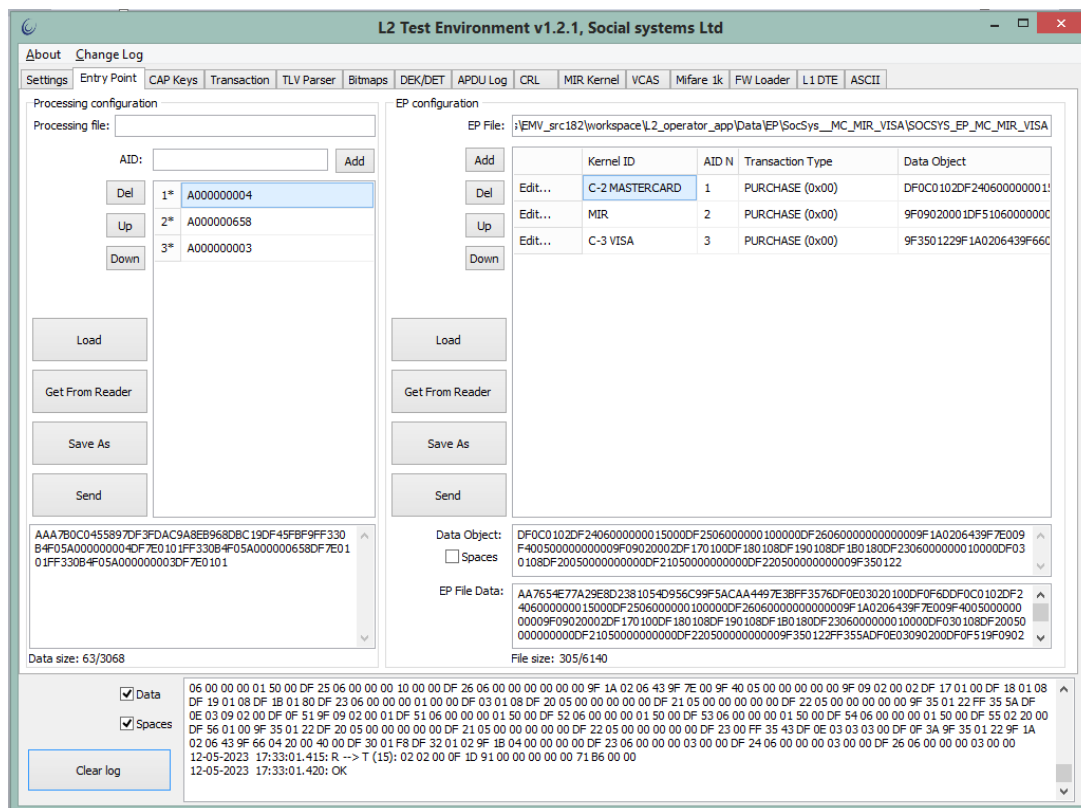 L2 Test Environment v1.2.1, Social systems Ltd
About Change Log
Settings Entry Point CAP Keys Transaction TLV Parser Bitmaps DEK/DET APDU Log CRL MIR Kernel VCAS Mifare 1k FW Loader L1 DTE ASCII
Processing configuration
Processing file:
AID:
Add
Del
Up
Down
1* A000000004
2* A000000658
3* A000000003
Load
Get From Reader
Save As
Send
AAA7B0C0455897DF3FDAC9A8EB968DBC19DF45FBF9FF330
B4F05A000000004DF7E0101FF330B4F05A000000658DF7E01
01FF330B4F05A000000003DF7E0101
Data size: 63/3068
EP configuration
EP File: ;\EMV_src182\workspace\L2_operator_app\Data\EP\SocSys__MC_MIR_VISA\SOCSYS_EP_MC_MIR_VISA
Add
Del
Up
Down
Kernel ID AID N Transaction Type Data Object
Edit... C-2 MASTERCARD 1 PURCHASE (0x00) DF0C0102DF24060000000015
Edit... MIR 2 PURCHASE (0x00) 9F09020001DF51060000000C
Edit... C-3 VISA 3 PURCHASE (0x00) 9F3501229F1A0206439F660
Load
Get From Reader
Save As
Send
Data Object:
Spaces
DF0C0102DF2406000000015000DF2506000000100000DF26060000000000009F1A0206439F7E009
F400500000000009F09020002DF170100DF180108DF190108DF1B0180DF2306000000010000DF03
0108DF20050000000000DF21050000000000DF220500000000009F350122
EP File Data:
AA7654E77A29E8D2381054D956C99F5ACAA4497E3BFF3576DF0E03020100DF0F6DDF0C0102DF2
406000000015000DF2506000000100000DF26060000000000009F1A0206439F7E009F4005000000
00009F09020002DF170100DF180108DF190108DF1B0180DF2306000000010000DF030108DF20050
000000000DF21050000000000DF220500000000009F350122FF355ADF0E03090200DF0F519F0902
File size: 305/6140
Data
Spaces
Clear log
06 00 00 00 01 50 00 DF 25 06 00 00 00 10 00 00 DF 26 06 00 00 00 00 00 00 9F 1A 02 06 43 9F 7E 00 9F 40 05 00 00 00 00 00 9F 09 02 00 02 DF 17 01 00 DF 18 01 08
DF 19 01 08 DF 1B 01 80 DF 23 06 00 00 00 01 00 00 DF 03 01 08 DF 20 05 00 00 00 00 00 DF 21 05 00 00 00 00 00 DF 22 05 00 00 00 00 00 9F 35 01 22 FF 35 5A DF
0E 03 09 02 00 DF 0F 51 9F 09 02 00 01 DF 51 06 00 00 00 01 50 00 DF 52 06 00 00 00 01 50 00 DF 53 06 00 00 00 01 50 00 DF 54 06 00 00 00 01 50 00 DF 55 02 20 00
DF 56 01 00 9F 35 01 22 DF 20 05 00 00 00 00 00 DF 21 05 00 00 00 00 00 DF 22 05 00 00 00 00 00 FF 35 43 DF 0E 03 03 03 00 DF 0F 3A 9F 35 01 22 9F 1A
02 06 43 9F 66 04 20 00 40 00 DF 30 01 F8 DF 32 01 02 9F 1B 04 00 00 00 00 DF 23 06 00 00 00 03 00 00 DF 24 06 00 00 00 03 00 00 DF 26 06 00 00 00 03 00 00
12-05-2023 17:33:01.415: R --> T (15): 02 02 00 0F 1D 91 00 00 00 00 00 71 B6 00 00
12-05-2023 17:33:01.420: OK